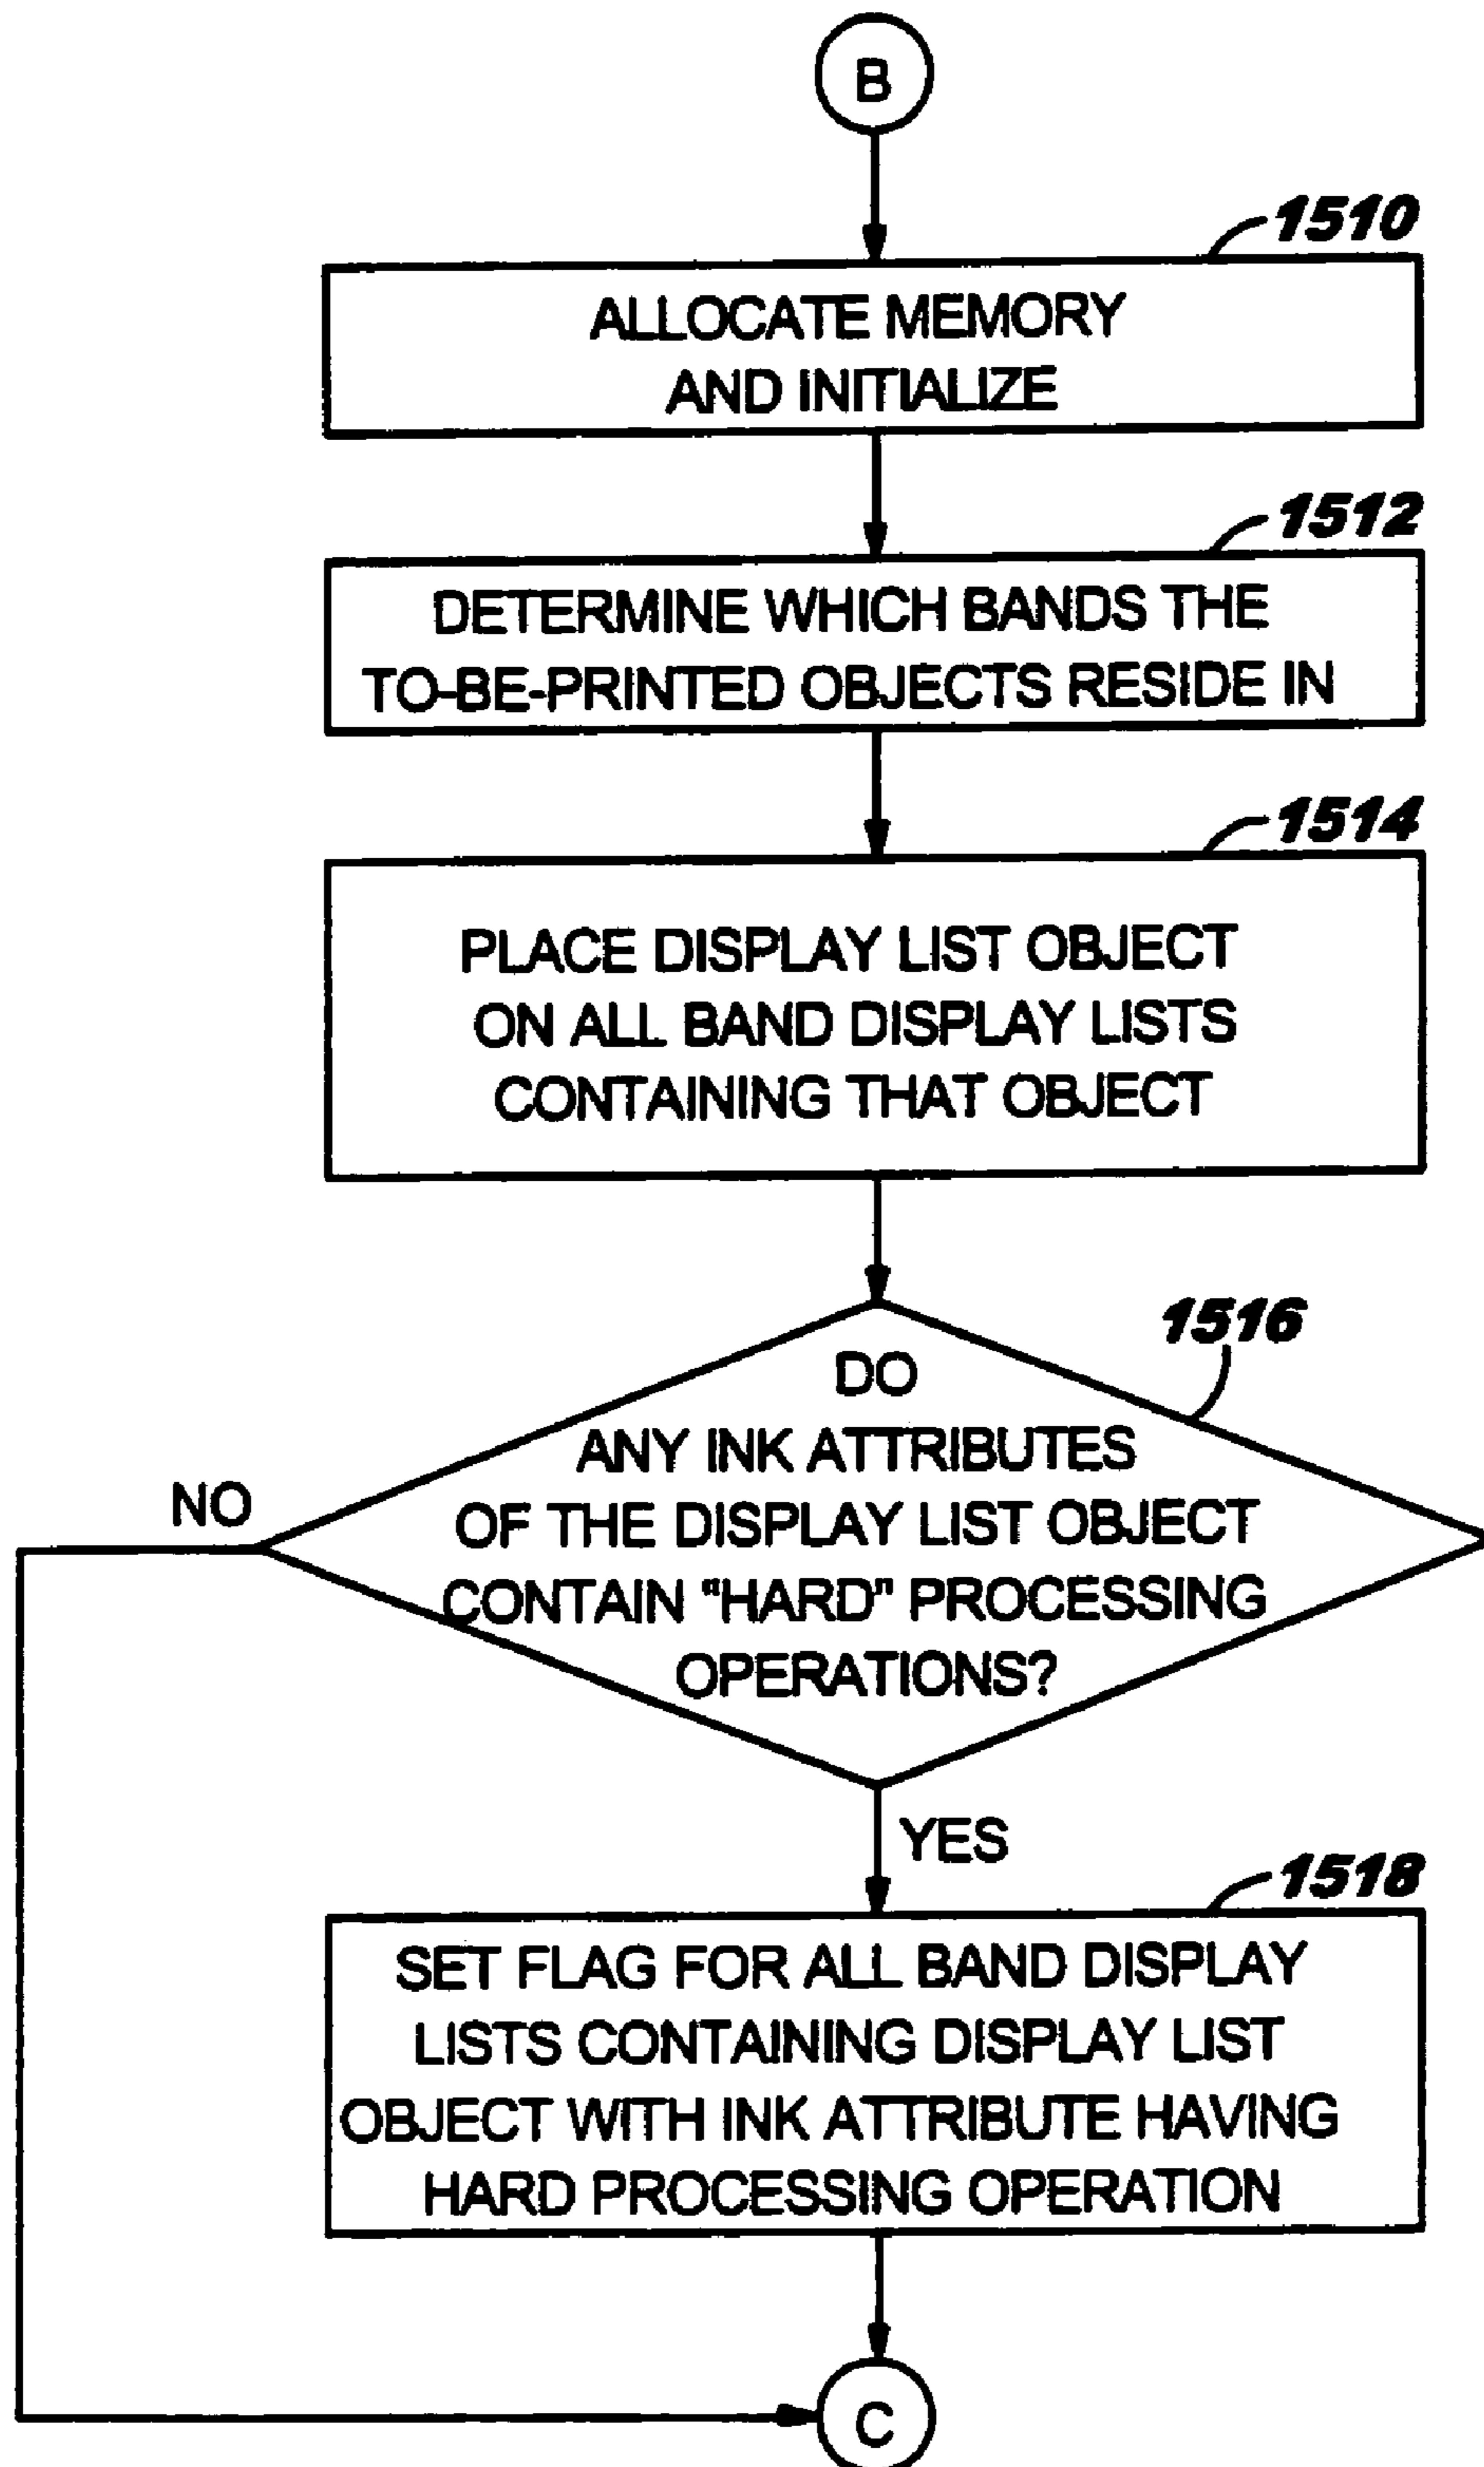 B
1510
ALLOCATE MEMORY
AND INITIALIZE
1512
DETERMINE WHICH BANDS THE
TO-BE-PRINTED OBJECTS RESIDE IN
1514
PLACE DISPLAY LIST OBJECT
ON ALL BAND DISPLAY LISTS
CONTAINING THAT OBJECT
1516
DO
ANY INK ATTRIBUTES
OF THE DISPLAY LIST OBJECT
CONTAIN "HARD" PROCESSING
OPERATIONS?
NO
YES
1518
SET FLAG FOR ALL BAND DISPLAY
LISTS CONTAINING DISPLAY LIST
OBJECT WITH INK ATTRIBUTE HAVING
HARD PROCESSING OPERATION
C